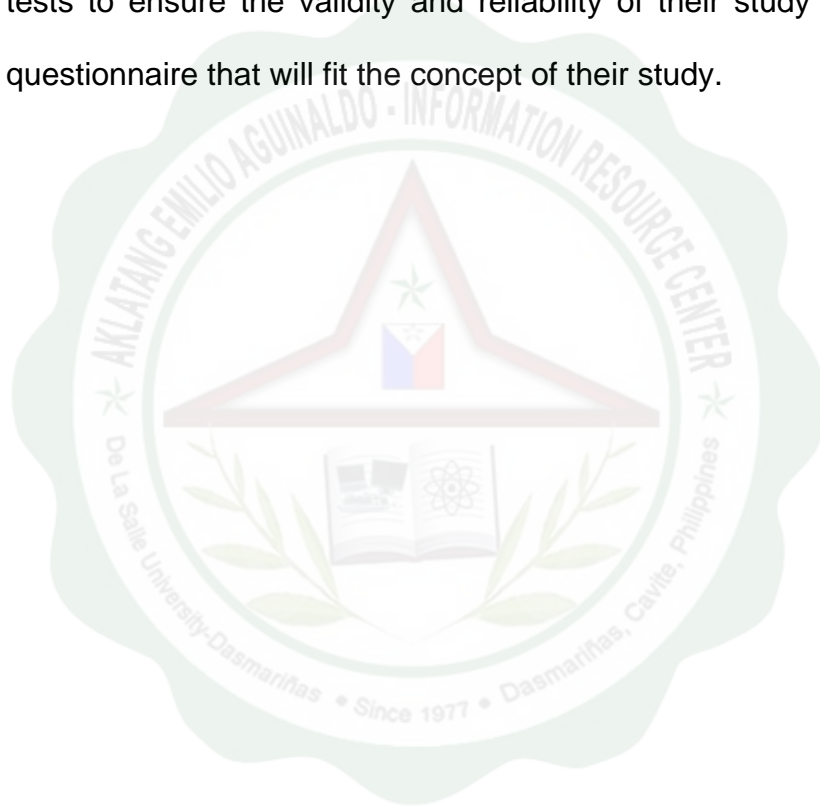 tests to ensure the validity and reliability of their study
questionnaire that will fit the concept of their study.
AKLATANG EMILIO AGUINALDO - INFORMATION RESOURCE CENTER
De La Salle University-Dasmariñas • Since 1977 • Dasmariñas, Cavite, Philippines